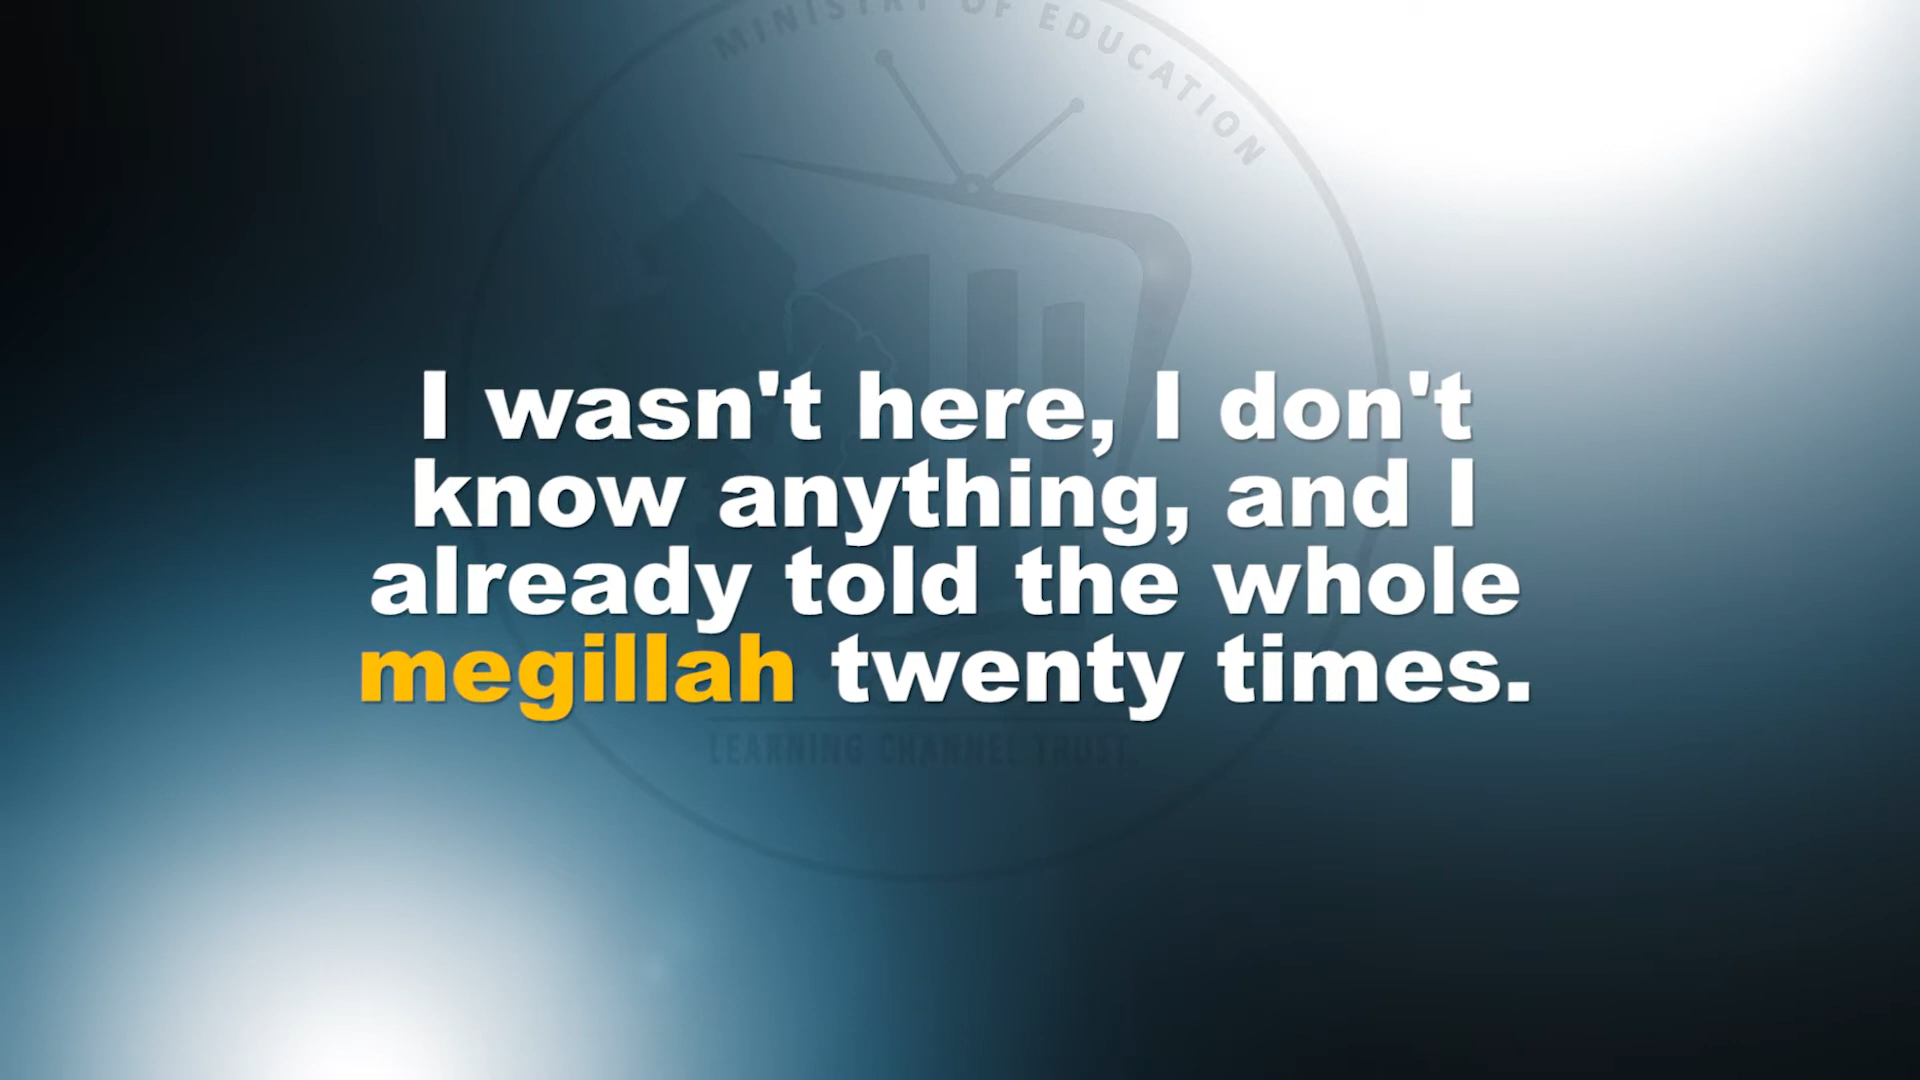 MINISTRY OF EDUCATION
I wasn't here, I don't
know anything, and I
already told the whole
megillah twenty times.
LEARNING CHANNEL TRUST